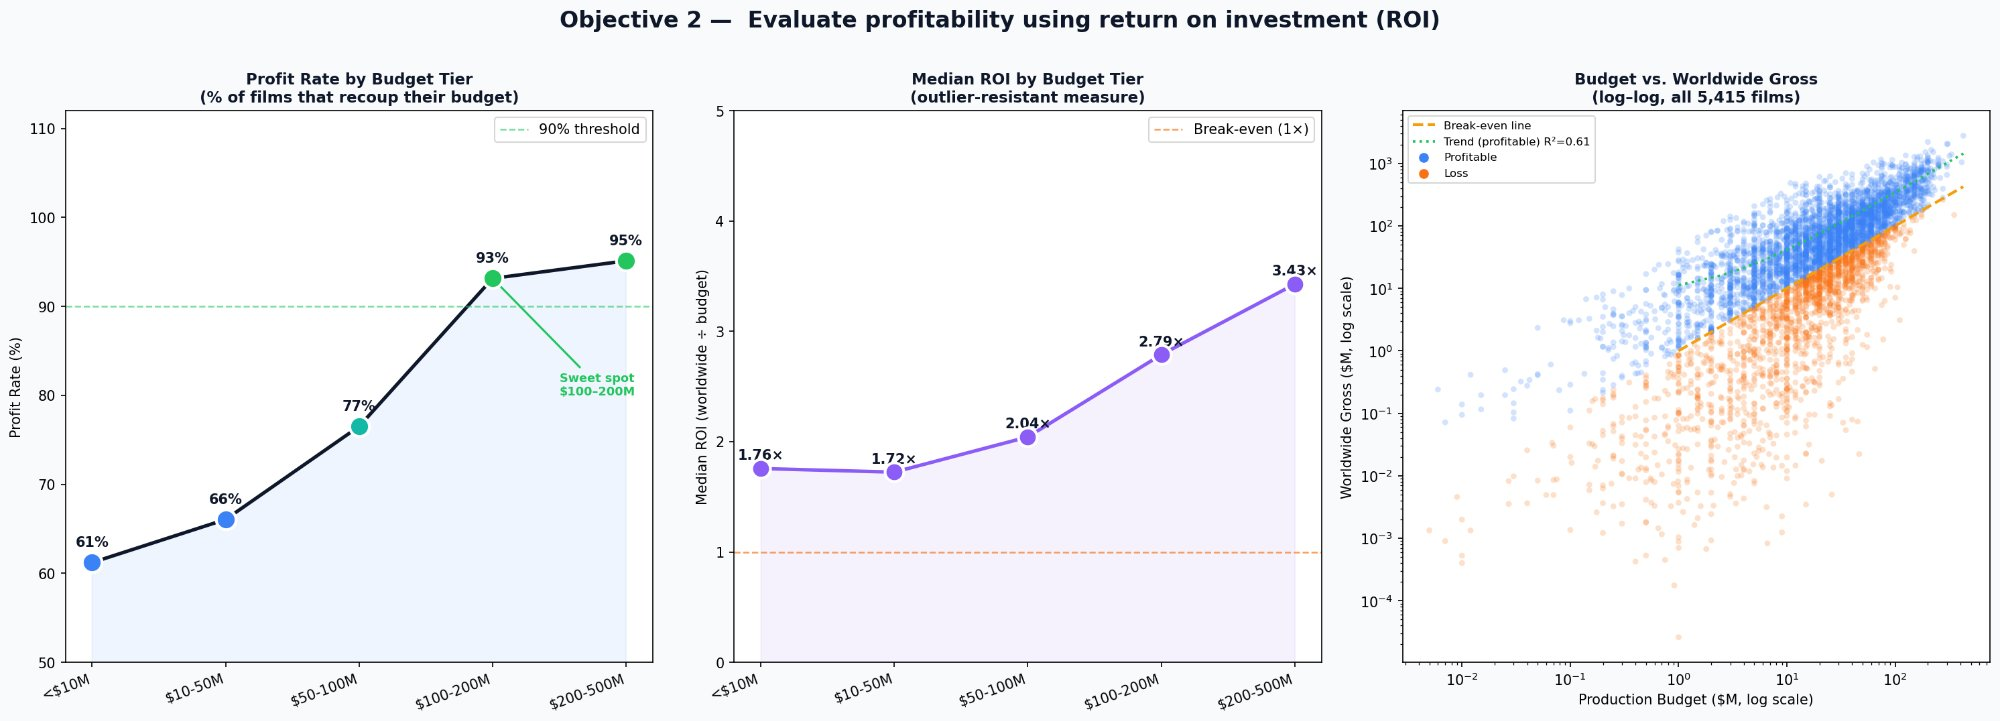 Objective 2 —  Evaluate profitability using return on investment (ROI)
Profit Rate by Budget Tier
(% of films that recoup their budget)
90% threshold
Profit Rate (%)
110
100
90
80
70
60
50
61%
66%
77%
93%
95%
Sweet spot
$100–200M
<$10M
$10-50M
$50-100M
$100-200M
$200-500M
Median ROI by Budget Tier
(outlier-resistant measure)
Break-even (1×)
Median ROI (worldwide ÷ budget)
5
4
3
2
1
0
1.76×
1.72×
2.04×
2.79×
3.43×
<$10M
$10-50M
$50-100M
$100-200M
$200-500M
Budget vs. Worldwide Gross
(log–log, all 5,415 films)
Break-even line
Trend (profitable) R²=0.61
Profitable
Loss
Worldwide Gross ($M, log scale)
10³
10²
10¹
10⁰
10⁻¹
10⁻²
10⁻³
10⁻⁴
10⁻²
10⁻¹
10⁰
10¹
10²
Production Budget ($M, log scale)